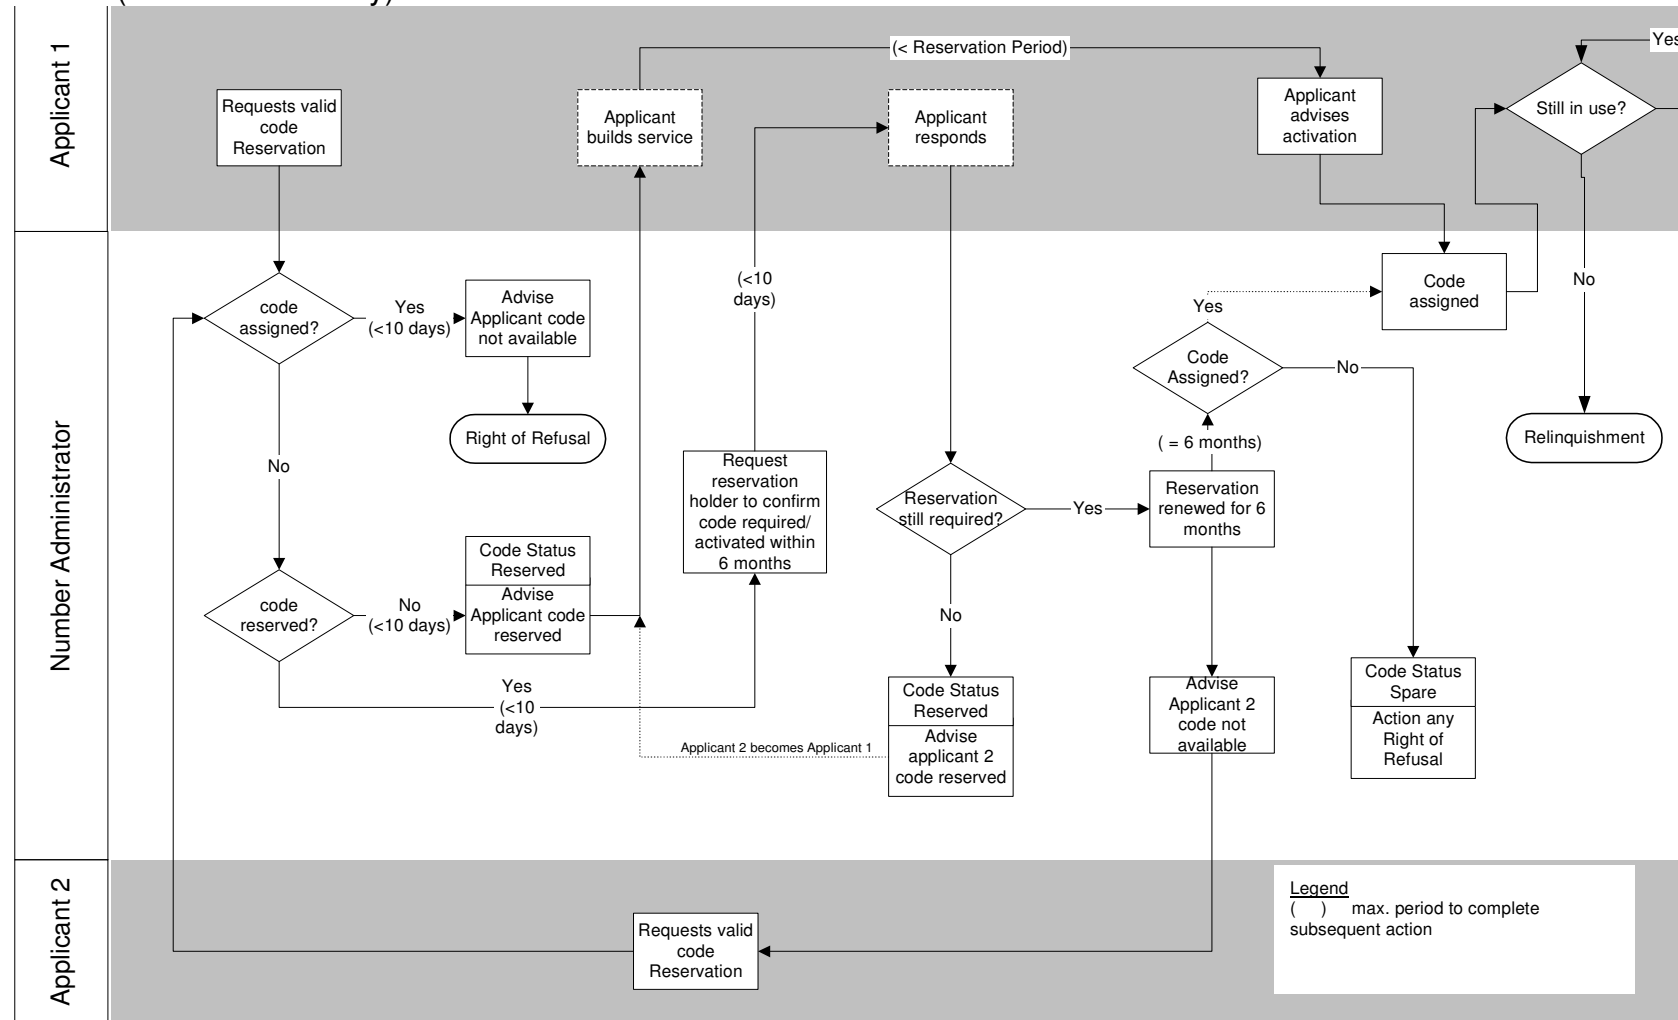 Applicant 1
(< Reservation Period)
Yes
Requests valid
code
Reservation
Applicant
builds service
Applicant
responds
Applicant
advises
activation
Still in use?
Number Administrator
code
assigned?
Yes
(<10 days)
Advise
Applicant code
not available
Right of Refusal
(<10
days)
Yes
Code
assigned
No
Code
Assigned?
No
( = 6 months)
Relinquishment
No
Request
reservation
holder to confirm
code required/
activated within
6 months
Reservation
still required?
Yes
Reservation
renewed for 6
months
code
reserved?
No
(<10 days)
Code Status
Reserved
Advise
Applicant code
reserved
No
Yes
(<10
days)
Applicant 2 becomes Applicant 1
Code Status
Reserved
Advise
applicant 2
code reserved
Advise
Applicant 2
code not
available
Code Status
Spare
Action any
Right of
Refusal
Applicant 2
Requests valid
code
Reservation
Legend
( ) max. period to complete
subsequent action